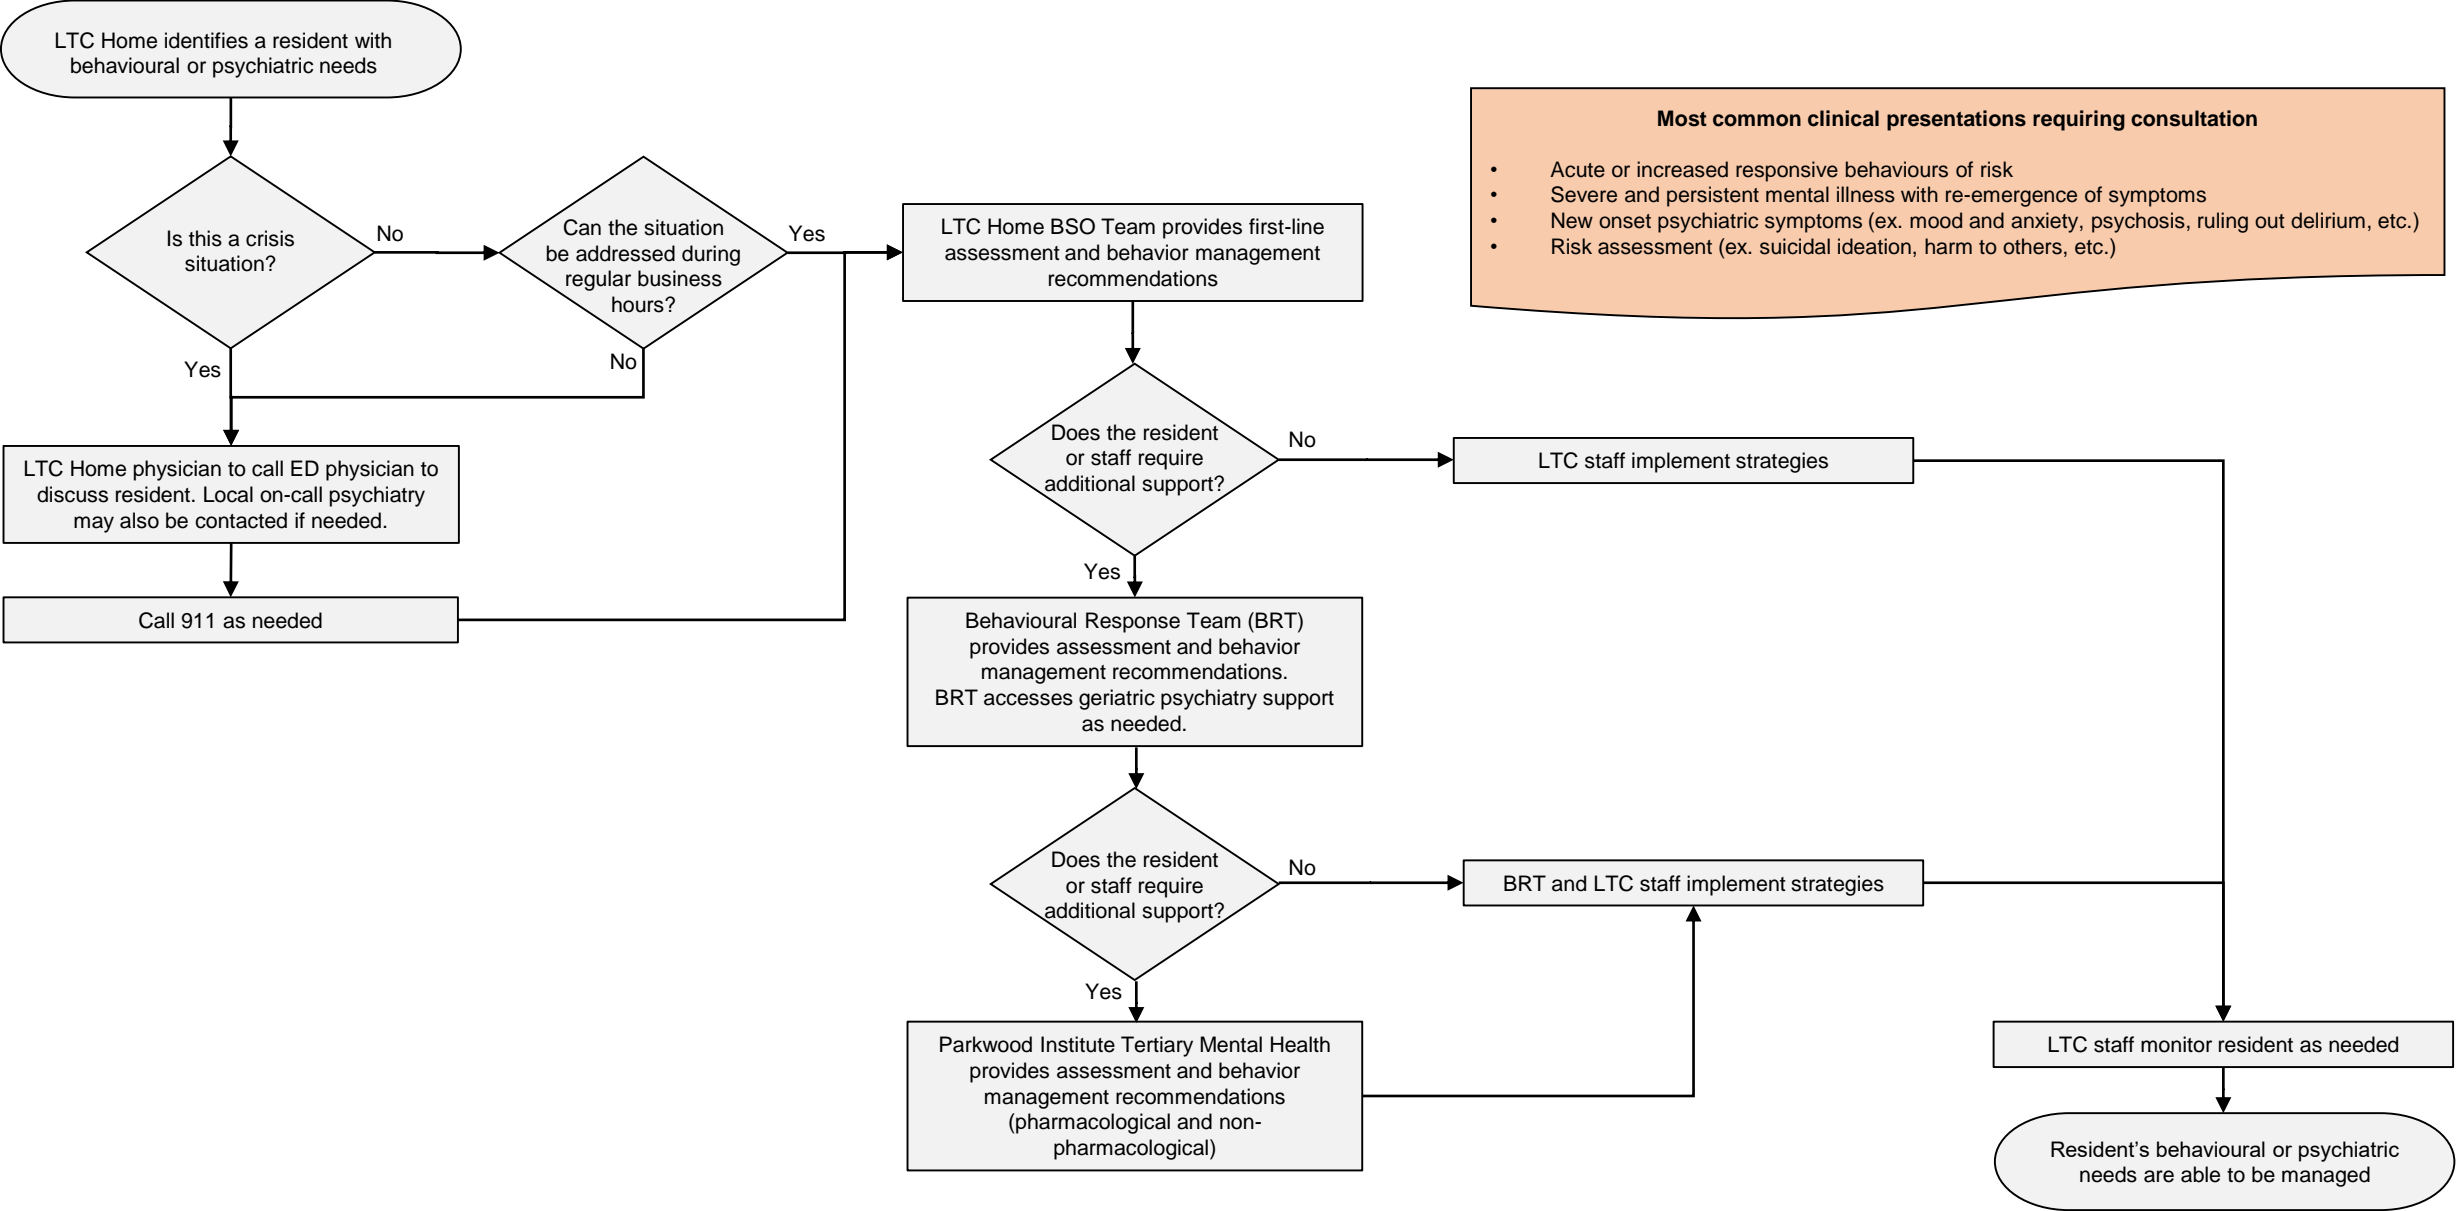 LTC Home identifies a resident with
behavioural or psychiatric needs
Is this a crisis
situation?
No
Yes
Can the situation
be addressed during
regular business
hours?
Yes
No
LTC Home physician to call ED physician to
discuss resident. Local on-call psychiatry
may also be contacted if needed.
Call 911 as needed
LTC Home BSO Team provides first-line
assessment and behavior management
recommendations
Most common clinical presentations requiring consultation
• Acute or increased responsive behaviours of risk
• Severe and persistent mental illness with re-emergence of symptoms
• New onset psychiatric symptoms (ex. mood and anxiety, psychosis, ruling out delirium, etc.)
• Risk assessment (ex. suicidal ideation, harm to others, etc.)
Does the resident
or staff require
additional support?
No
LTC staff implement strategies
Yes
Behavioural Response Team (BRT)
provides assessment and behavior
management recommendations.
BRT accesses geriatric psychiatry support
as needed.
Does the resident
or staff require
additional support?
No
BRT and LTC staff implement strategies
Yes
Parkwood Institute Tertiary Mental Health
provides assessment and behavior
management recommendations
(pharmacological and non-
pharmacological)
LTC staff monitor resident as needed
Resident’s behavioural or psychiatric
needs are able to be managed